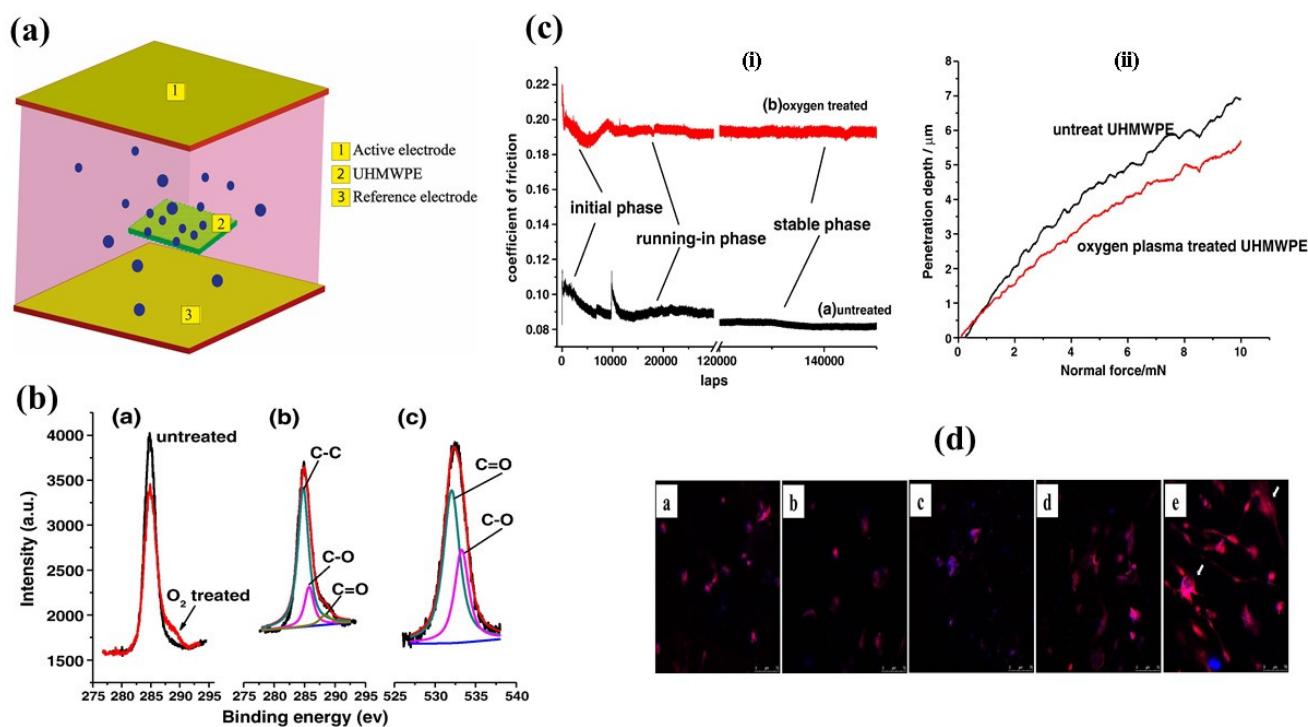 (a)
1
2
3
1 Active electrode
2 UHMWPE
3 Reference electrode
(c)
(i)
0.22
0.20
0.18
0.16
0.14
0.12
0.10
0.08
coefficient of friction
(b)oxygen treated
initial phase
running-in phase
stable phase
(a)untreated
0 10000 20000 120000 140000
laps
(ii)
8
7
6
5
4
3
2
1
0
Penetration depth / μm
untreat UHMWPE
oxygen plasma treated UHMWPE
0 2 4 6 8 10
Normal force/mN
(b)
(a) (b) (c)
4000
3500
3000
2500
2000
1500
Intensity (a.u.)
untreated
O2 treated
C-C
C-O
C=O
C=O
C-O
275 280 285 290 295
275 280 285 290 295
525 530 535 540
Binding energy (ev)
(d)
a b c d e